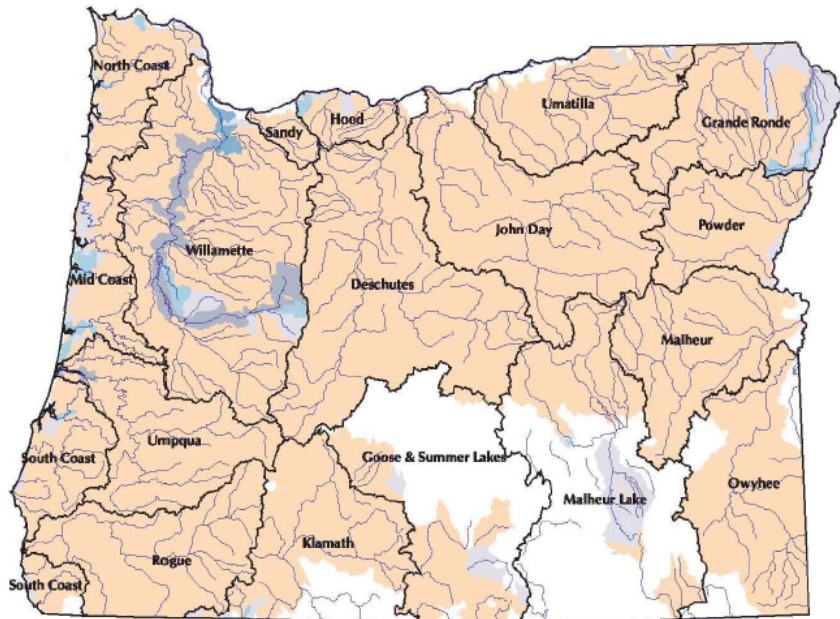 North Coast
Umatilla
Hood
Sandy
Grande Ronde
John Day
Powder
Willamette
Mid Coast
Deschutes
Malheur
Umpqua
South Coast
Goose & Summer Lakes
Malheur Lake
Owyhee
Klamath
Rogue
South Coast